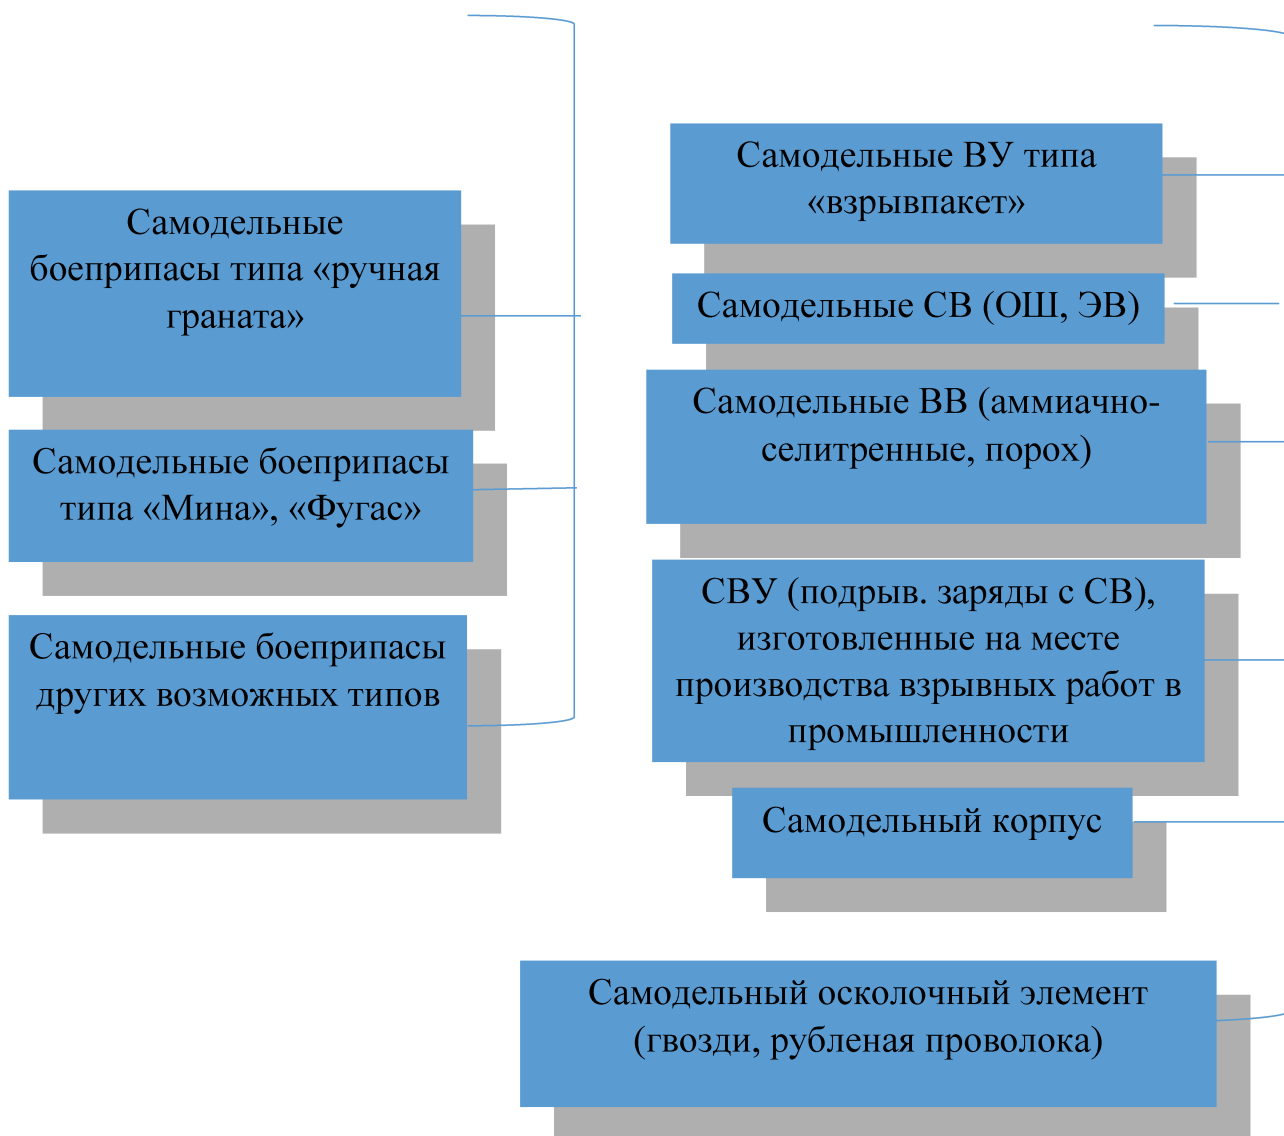 Самодельные
боеприпасы типа «ручная
граната»
Самодельные боеприпасы
типа «Мина», «Фугас»
Самодельные боеприпасы
других возможных типов
Самодельные ВУ типа
«взрывпакет»
Самодельные СВ (ОШ, ЭВ)
Самодельные ВВ (аммиачно-
селитренные, порох)
СВУ (подрыв. заряды с СВ),
изготовленные на месте
производства взрывных работ в
промышленности
Самодельный корпус
Самодельный осколочный элемент
(гвозди, рубленая проволока)